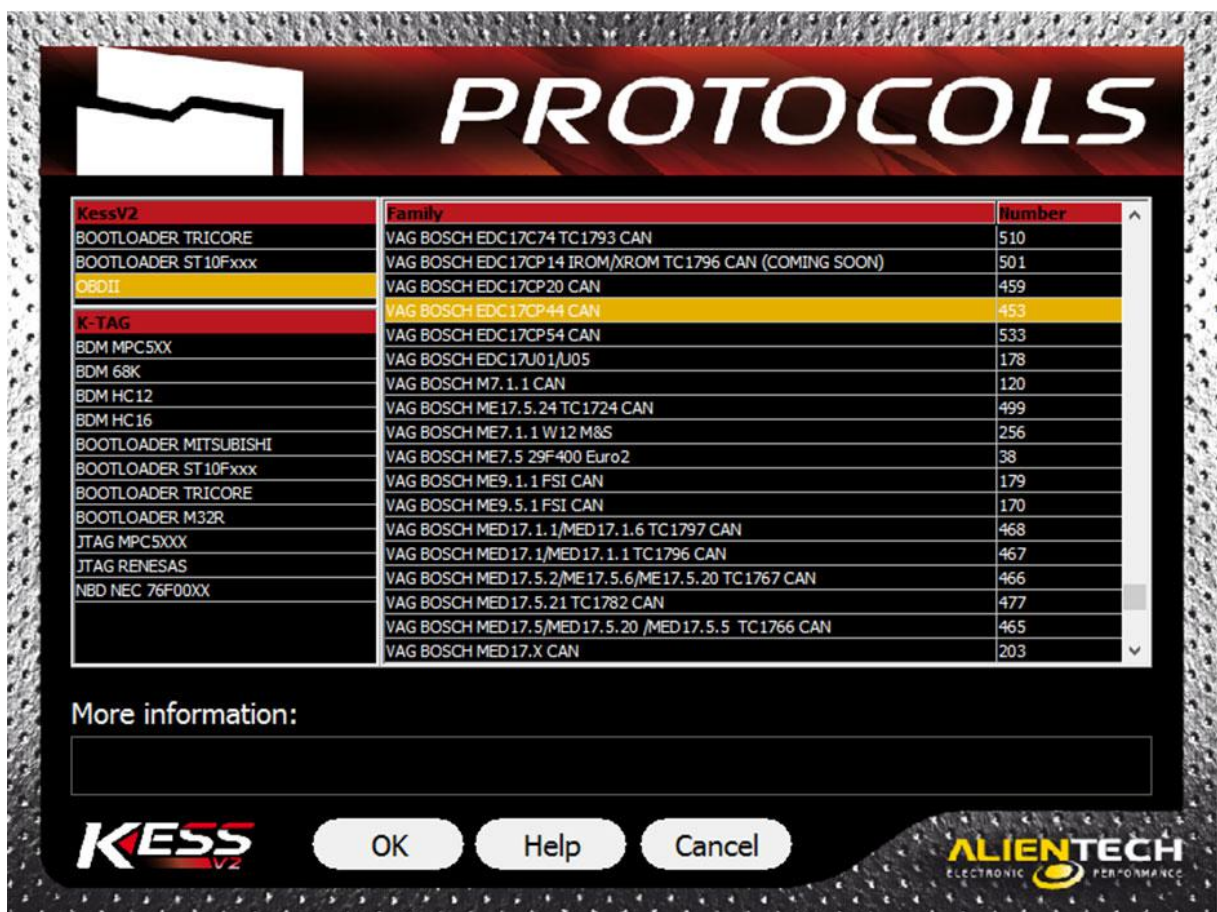 PROTOCOLS
KessV2
BOOTLOADER TRICORE
BOOTLOADER ST10Fxxx
OBDII
K-TAG
BDM MPC5XX
BDM 68K
BDM HC12
BDM HC16
BOOTLOADER MITSUBISHI
BOOTLOADER ST10Fxxx
BOOTLOADER TRICORE
BOOTLOADER M32R
JTAG MPC5XXX
JTAG RENESAS
NBD NEC 76F00XX
Family Number
VAG BOSCH EDC17C74 TC1793 CAN 510
VAG BOSCH EDC17CP14 IROM/XROM TC1796 CAN (COMING SOON) 501
VAG BOSCH EDC17CP20 CAN 459
VAG BOSCH EDC17CP44 CAN 453
VAG BOSCH EDC17CP54 CAN 533
VAG BOSCH EDC17U01/U05 178
VAG BOSCH M7.1.1 CAN 120
VAG BOSCH ME17.5.24 TC1724 CAN 499
VAG BOSCH ME7.1.1 W12 M&S 256
VAG BOSCH ME7.5 29F400 Euro2 38
VAG BOSCH ME9.1.1 FSI CAN 179
VAG BOSCH ME9.5.1 FSI CAN 170
VAG BOSCH MED17.1.1/MED17.1.6 TC1797 CAN 468
VAG BOSCH MED17.1/MED17.1.1 TC1796 CAN 467
VAG BOSCH MED17.5.2/ME17.5.6/ME17.5.20 TC1767 CAN 466
VAG BOSCH MED17.5.21 TC1782 CAN 477
VAG BOSCH MED17.5/MED17.5.20 /MED17.5.5 TC1766 CAN 465
VAG BOSCH MED17.X CAN 203
More information:
KESS V2
OK Help Cancel
ALIENTECH
ELECTRONIC PERFORMANCE